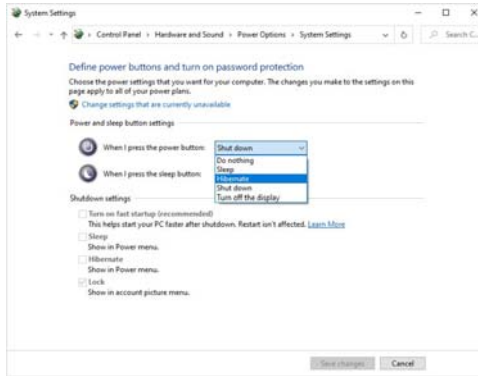 System Settings
Control Panel > Hardware and Sound > Power Options > System Settings
Search C...
Define power buttons and turn on password protection
Choose the power settings that you want for your computer. The changes you make to the settings on this
page apply to all of your power plans.
Change settings that are currently unavailable
Power and sleep button settings
When I press the power button: Shut down
Do nothing
Sleep
When I press the sleep button: Hibernate
Shut down
Turn off the display
Shutdown settings
Turn on fast startup (recommended)
This helps start your PC faster after shutdown. Restart isn't affected. Learn More
Sleep
Show in Power menu.
Hibernate
Show in Power menu.
Lock
Show in account picture menu.
Save changes Cancel